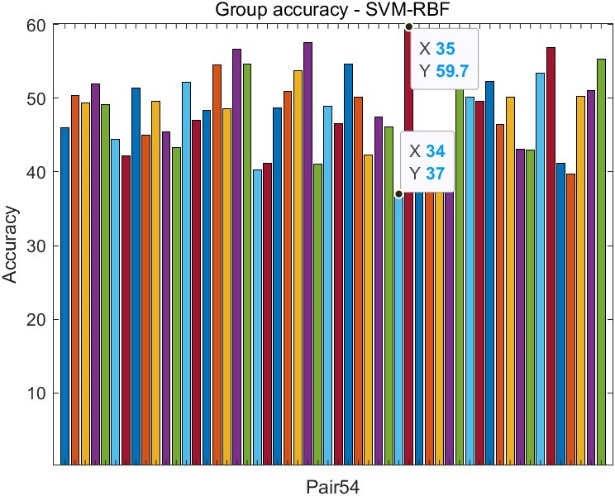 Group accuracy - SVM-RBF
60
50
40
30
20
10
Accuracy
X 35
Y 59.7
X 34
Y 37
Pair54